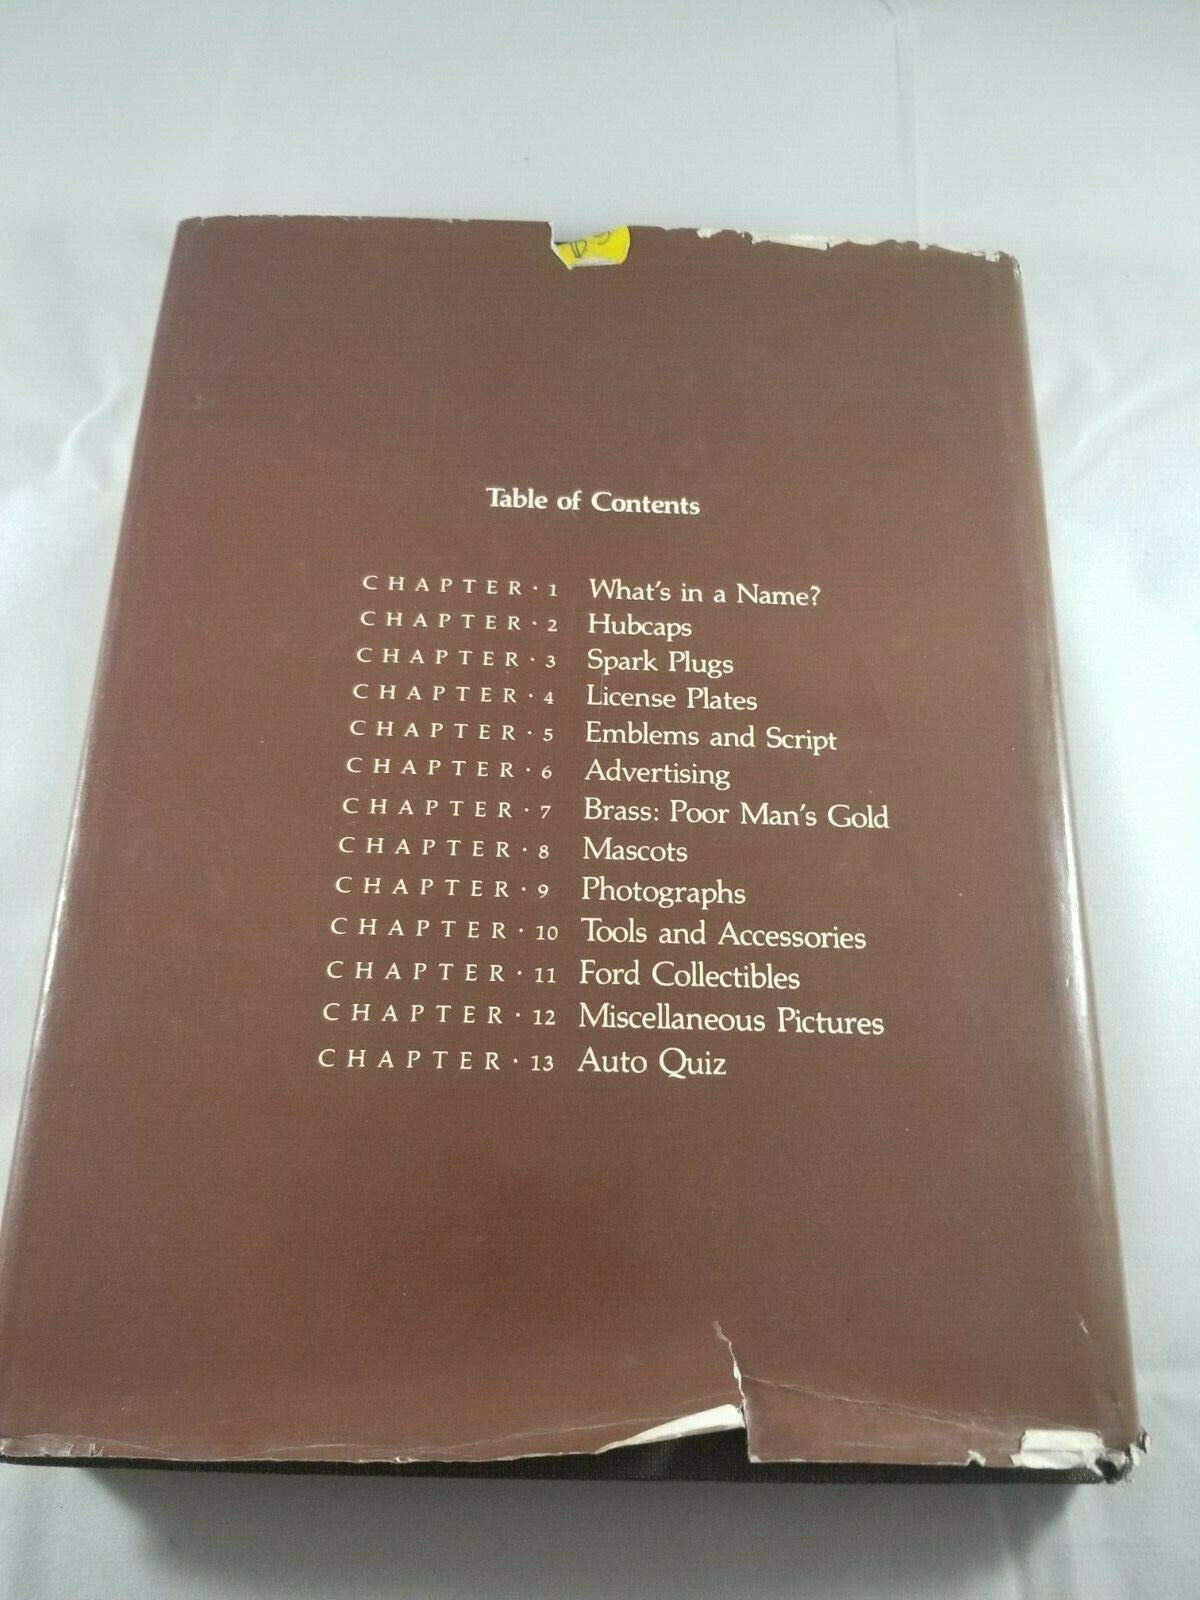 Table of Contents
CHAPTER · 1 What's in a Name?
CHAPTER · 2 Hubcaps
CHAPTER · 3 Spark Plugs
CHAPTER · 4 License Plates
CHAPTER · 5 Emblems and Script
CHAPTER · 6 Advertising
CHAPTER · 7 Brass: Poor Man's Gold
CHAPTER · 8 Mascots
CHAPTER · 9 Photographs
CHAPTER · 10 Tools and Accessories
CHAPTER · 11 Ford Collectibles
CHAPTER · 12 Miscellaneous Pictures
CHAPTER · 13 Auto Quiz